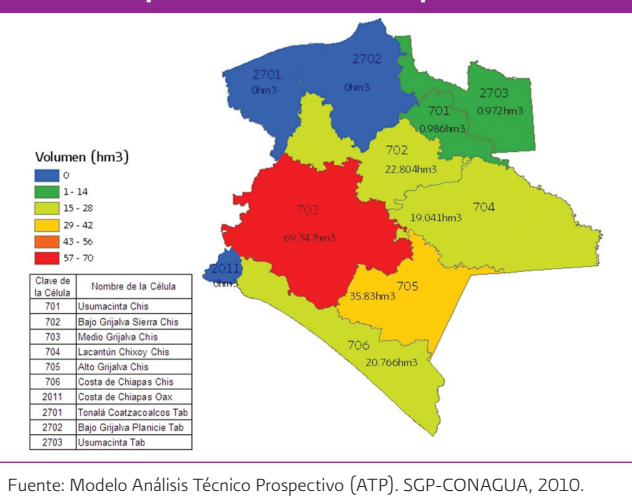 2701
0hm3
2702
0hm3
2703
0.972hm3
701
0.986hm3
702
22.804hm3
703
69.347hm3
19.041hm3
704
2011
0hm3
705
35.83hm3
706
20.766hm3
Volumen (hm3)
0
1 - 14
15 - 28
29 - 42
43 - 56
57 - 70
Clave de la Célula Nombre de la Célula
701 Usumacinta Chis
702 Bajo Grijalva Sierra Chis
703 Medio Grijalva Chis
704 Lacantún Chixoy Chis
705 Alto Grijalva Chis
706 Costa de Chiapas Chis
2011 Costa de Chiapas Oax
2701 Tonalá Coatzacoalcos Tab
2702 Bajo Grijalva Planicie Tab
2703 Usumacinta Tab
Fuente: Modelo Análisis Técnico Prospectivo (ATP). SGP-CONAGUA, 2010.